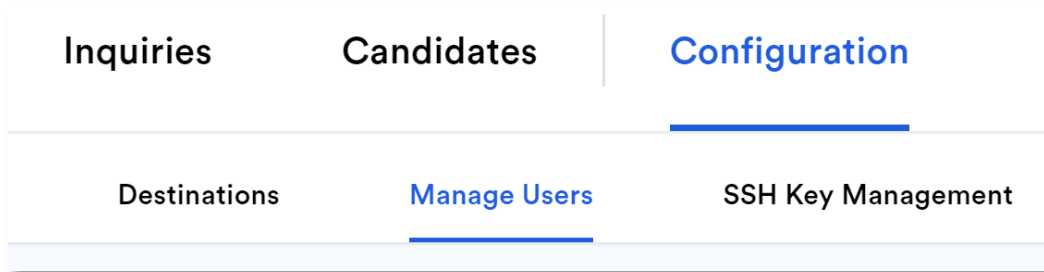 Inquiries Candidates Configuration
Destinations Manage Users SSH Key Management